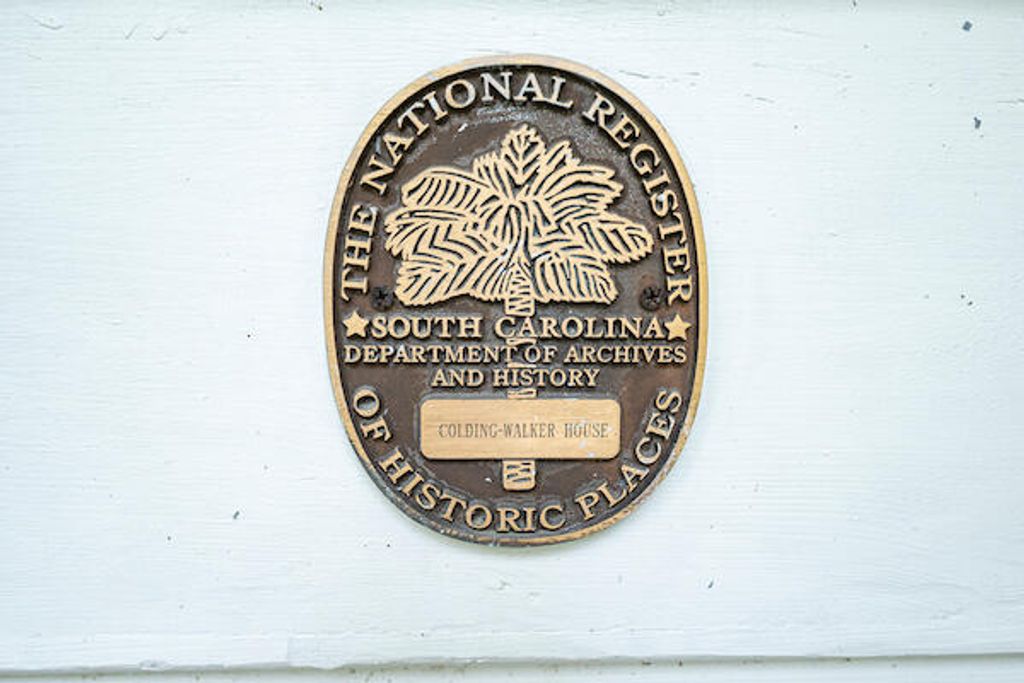 THE NATIONAL REGISTER
SOUTH CAROLINA
DEPARTMENT OF ARCHIVES
AND HISTORY
COLDING-WALKER HOUSE
OF HISTORIC PLACES